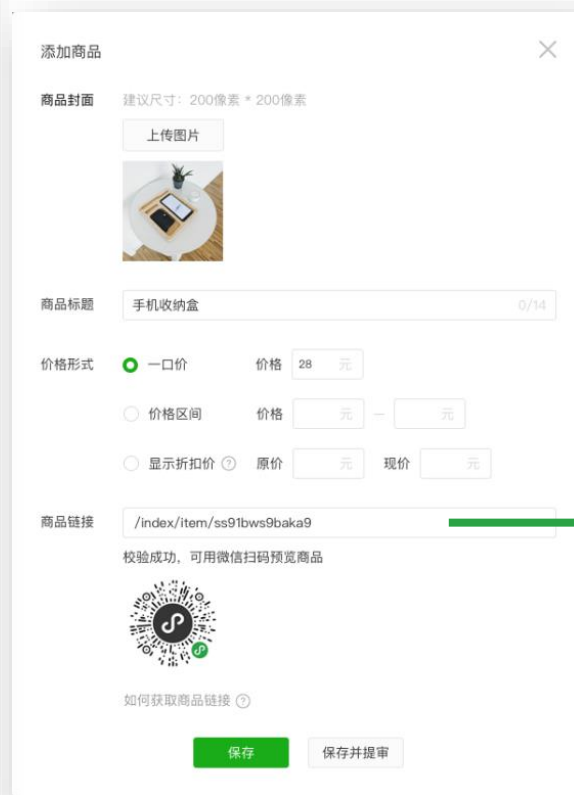 添加商品
商品封面 建议尺寸：200像素 * 200像素
上传图片
商品标题 手机收纳盒 0/14
价格形式 一口价 价格 28 元
价格区间 价格 元 — 元
显示折扣价 ? 原价 元 现价 元
商品链接 /index/item/ss91bws9baka9
校验成功，可用微信扫码预览商品
如何获取商品链接 ?
保存 保存并提审